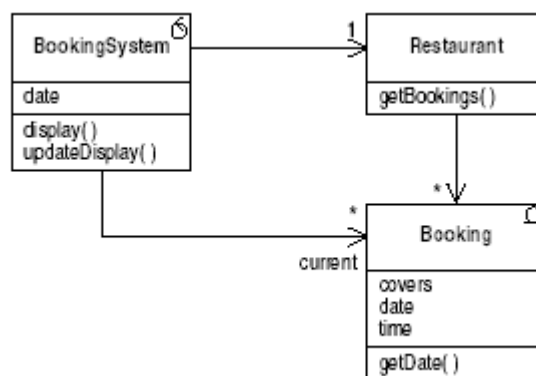 BookingSystem
date
display( )
updateDisplay( )
1
Restaurant
getBookings( )
*
*
current
Booking
covers
date
time
getDate( )